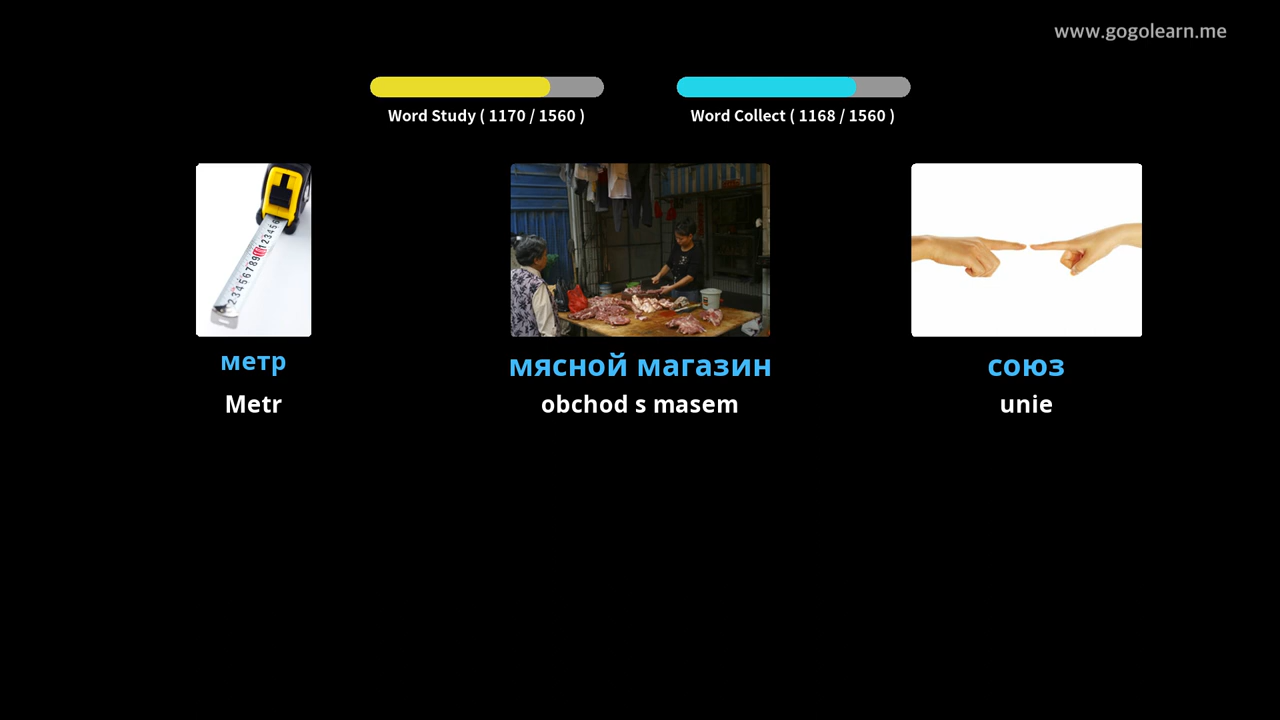 www.gogolearn.me
Word Study ( 1170 / 1560 )
Word Collect ( 1168 / 1560 )
метр
Metr
мясной магазин
obchod s masem
союз
unie